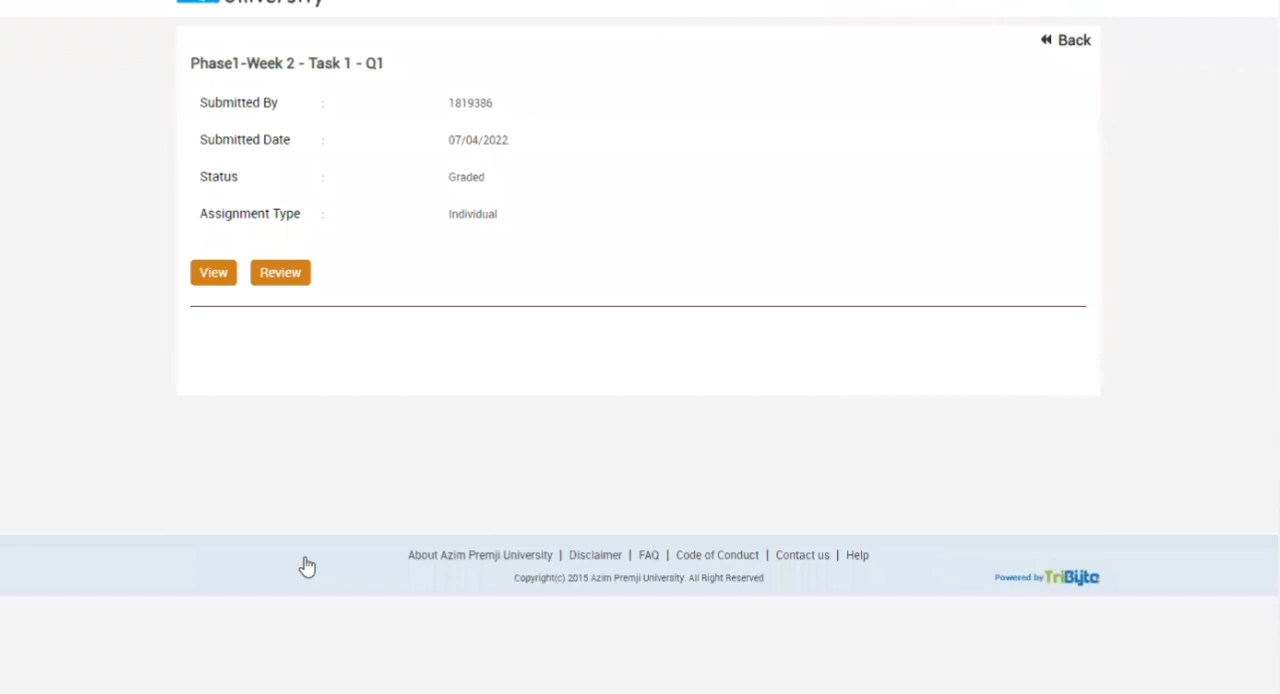 University
Back
Phase1-Week 2 - Task 1 - Q1
Submitted By : 1819386
Submitted Date : 07/04/2022
Status : Graded
Assignment Type : Individual
View Review
About Azim Premji University | Disclaimer | FAQ | Code of Conduct | Contact us | Help
Copyright(c) 2015 Azim Premji University. All Right Reserved
Powered by TriByte